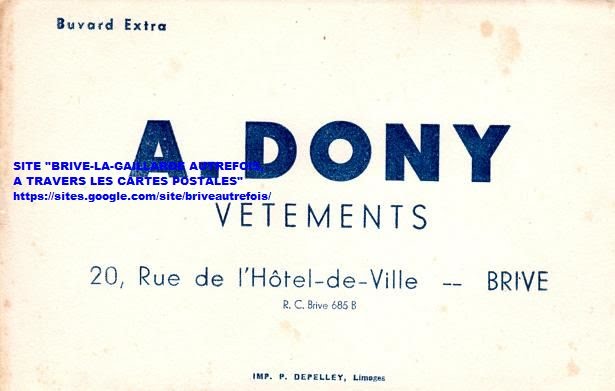 Buvard Extra
A. DONY
SITE "BRIVE-LA-GAILLARDE AUTREFOIS,
A TRAVERS LES CARTES POSTALES"
https://sites.google.com/site/briveautrefois/
VÊTEMENTS
20, Rue de l'Hôtel-de-Ville -- BRIVE
R. C. Brive 685 B
IMP. P. DEPELLEY, Limoges